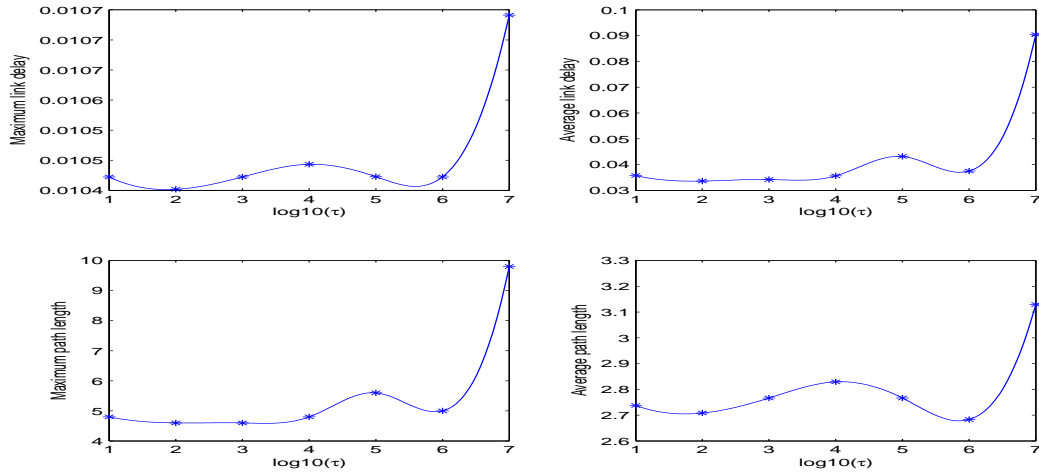 Maximum link delay
0.0107
0.0107
0.0107
0.0106
0.0105
0.0105
0.0104
1 2 3 4 5 6 7
log10(τ)
Average link delay
0.1
0.09
0.08
0.07
0.06
0.05
0.04
0.03
1 2 3 4 5 6 7
log10(τ)
Maximum path length
10
9
8
7
6
5
4
1 2 3 4 5 6 7
log10(τ)
Average path length
3.3
3.2
3.1
3
2.9
2.8
2.7
2.6
1 2 3 4 5 6 7
log10(τ)